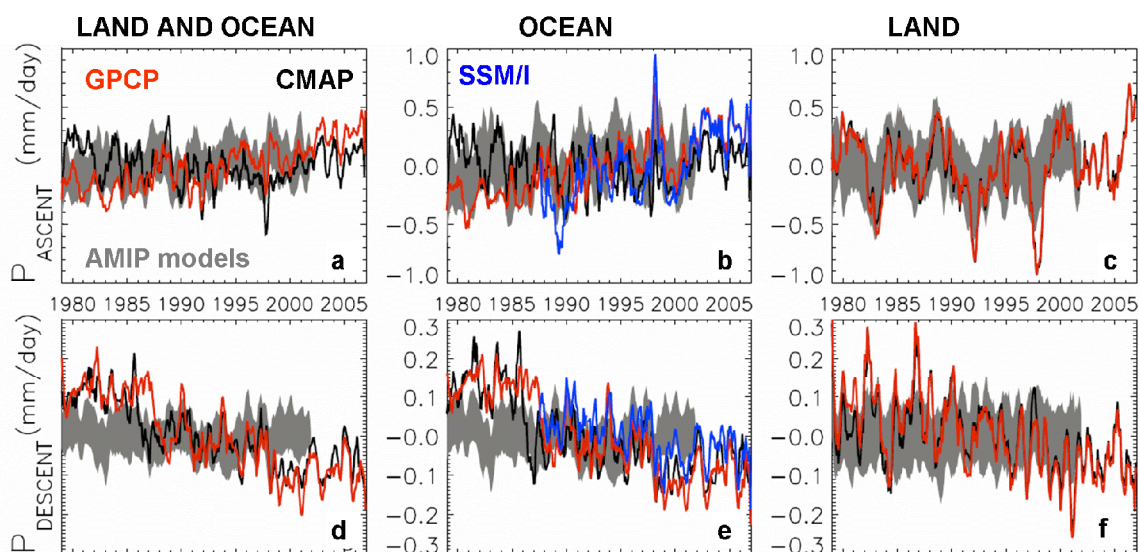 LAND AND OCEAN OCEAN LAND
P ASCENT (mm/day)
1.0 1.0
GPCP CMAP SSM/I
0.5 0.5
0.0 0.0
−0.5 −0.5
AMIP models a b c
−1.0 −1.0
1980 1985 1990 1995 2000 2005 1980 1985 1990 1995 2000 2005 1980 1985 1990 1995 2000 2005
P DESCENT (mm/day)
0.3 0.3
0.2 0.2
0.1 0.1
−0.0 −0.0
−0.1 −0.1
−0.2 −0.2
d e f